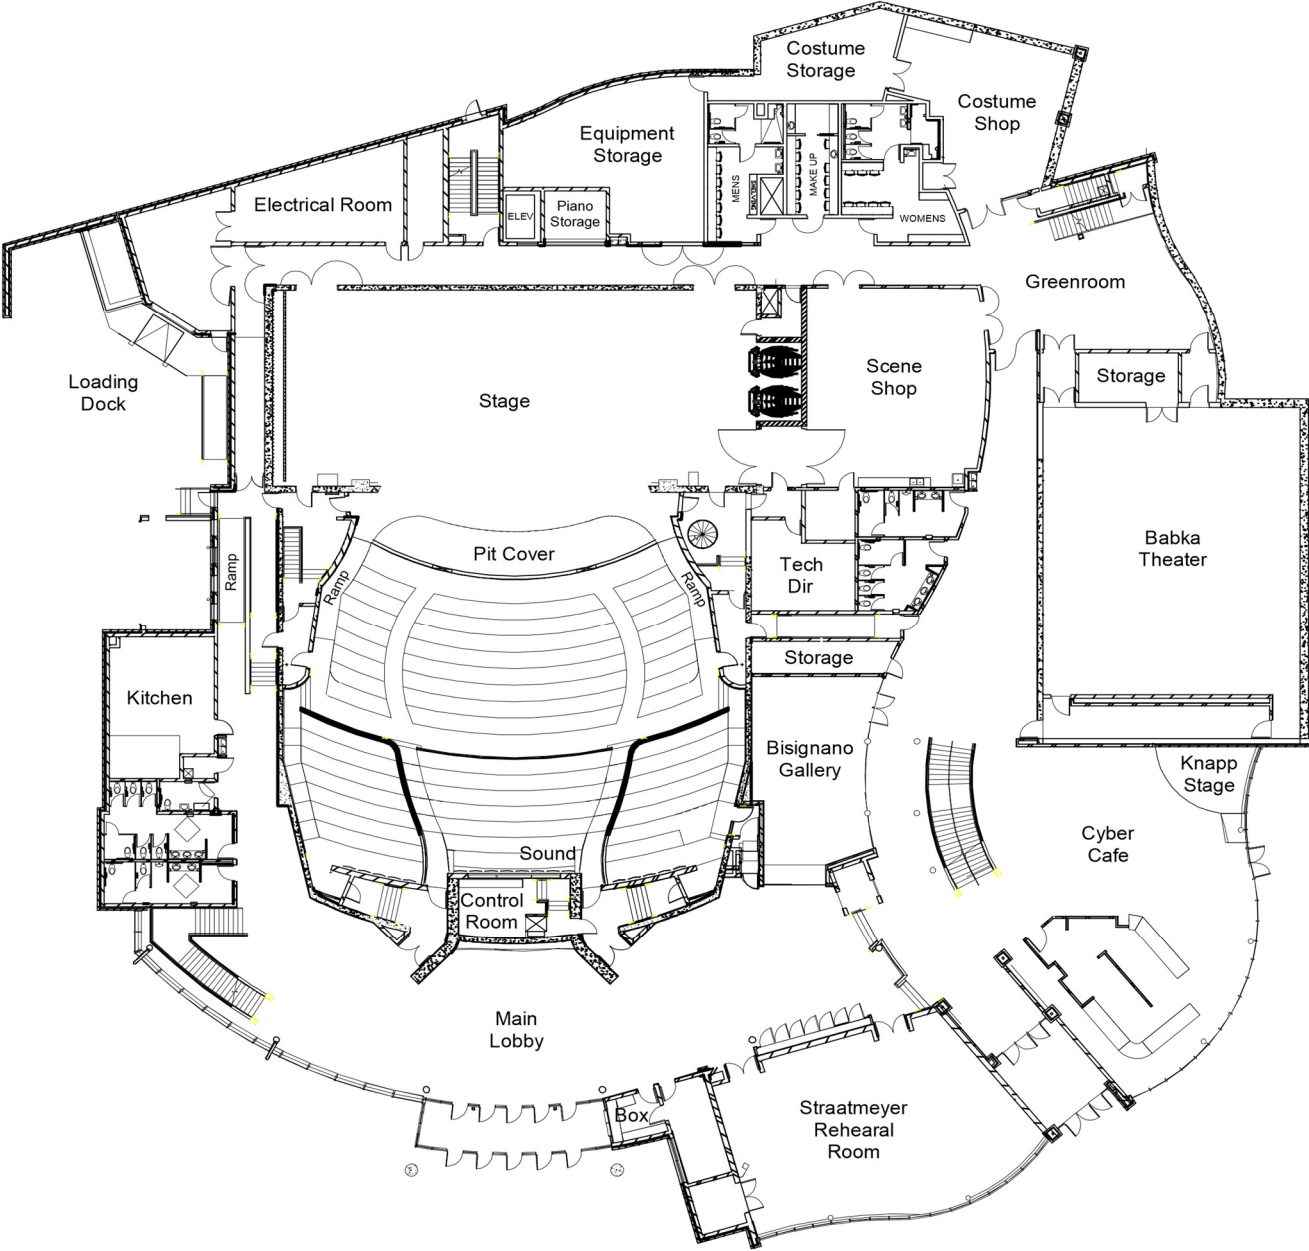 Costume
Storage
Costume
Shop
Equipment
Storage
MENS
SHELVING
MAKE UP
WOMENS
Electrical Room
ELEV
Piano
Storage
Greenroom
Loading
Dock
Stage
Scene
Shop
Storage
Pit Cover
Ramp
Ramp
Ramp
Tech
Dir
Babka
Theater
Kitchen
Storage
Bisignano
Gallery
Knapp
Stage
Cyber
Cafe
Sound
Control
Room
Main
Lobby
Box
Straatmeyer
Rehearal
Room